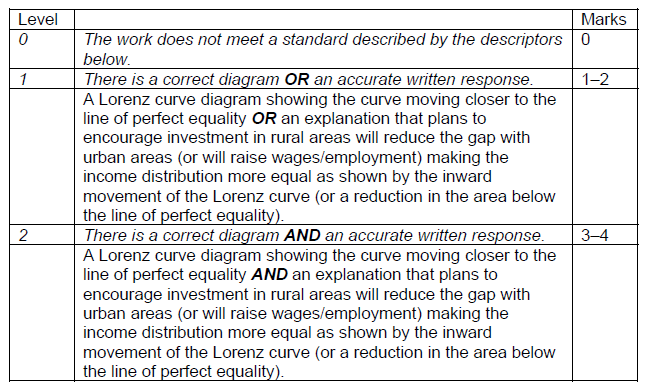 Level Marks
0 The work does not meet a standard described by the descriptors 0
below.
1 There is a correct diagram OR an accurate written response. 1–2
A Lorenz curve diagram showing the curve moving closer to the
line of perfect equality OR an explanation that plans to
encourage investment in rural areas will reduce the gap with
urban areas (or will raise wages/employment) making the
income distribution more equal as shown by the inward
movement of the Lorenz curve (or a reduction in the area below
the line of perfect equality).
2 There is a correct diagram AND an accurate written response. 3–4
A Lorenz curve diagram showing the curve moving closer to the
line of perfect equality AND an explanation that plans to
encourage investment in rural areas will reduce the gap with
urban areas (or will raise wages/employment) making the
income distribution more equal as shown by the inward
movement of the Lorenz curve (or a reduction in the area below
the line of perfect equality).